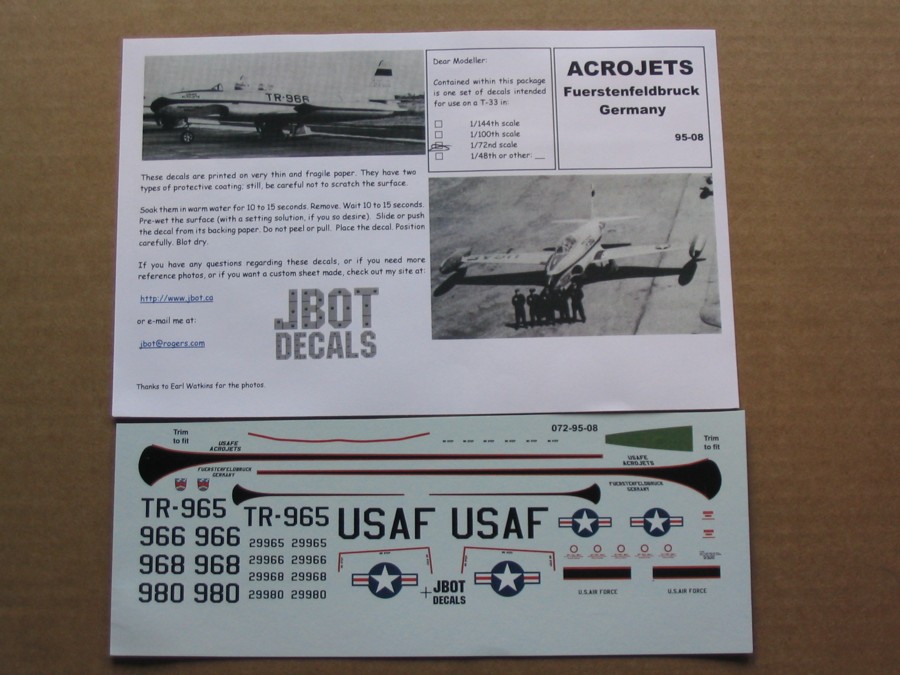 TR-966
Dear Modeller:
Contained within this package
is one set of decals intended
for use on a T-33 in:
1/144th scale
1/100th scale
1/72nd scale
1/48th or other: __
ACROJETS
Fuerstenfeldbruck
Germany
95-08
These decals are printed on very thin and fragile paper. They have two
types of protective coating; still, be careful not to scratch the surface.
Soak them in warm water for 10 to 15 seconds. Remove. Wait 10 to 15 seconds.
Pre-wet the surface (with a setting solution, if you so desire). Slide or push
the decal from its backing paper. Do not peel or pull. Place the decal. Position
carefully. Blot dry.
If you have any questions regarding these decals, or if you need more
reference photos, or if you want a custom sheet made, check out my site at:
http://www.jbot.ca
or e-mail me at:
jbot@rogers.com
JBOT
DECALS
Thanks to Earl Watkins for the photos.
Trim
to fit
072-95-08
Trim
to fit
USAFE
ACROJETS
USAFE
ACROJETS
FUERSTENFELDBRUCK
GERMANY
FUERSTENFELDBRUCK
GERMANY
TR-965 TR-965 USAF USAF
966 966 29965 29965
29966 29966
968 968 29968 29968
980 980 29980 29980
JBOT
DECALS
U.S.AIR FORCE U.S.AIR FORCE